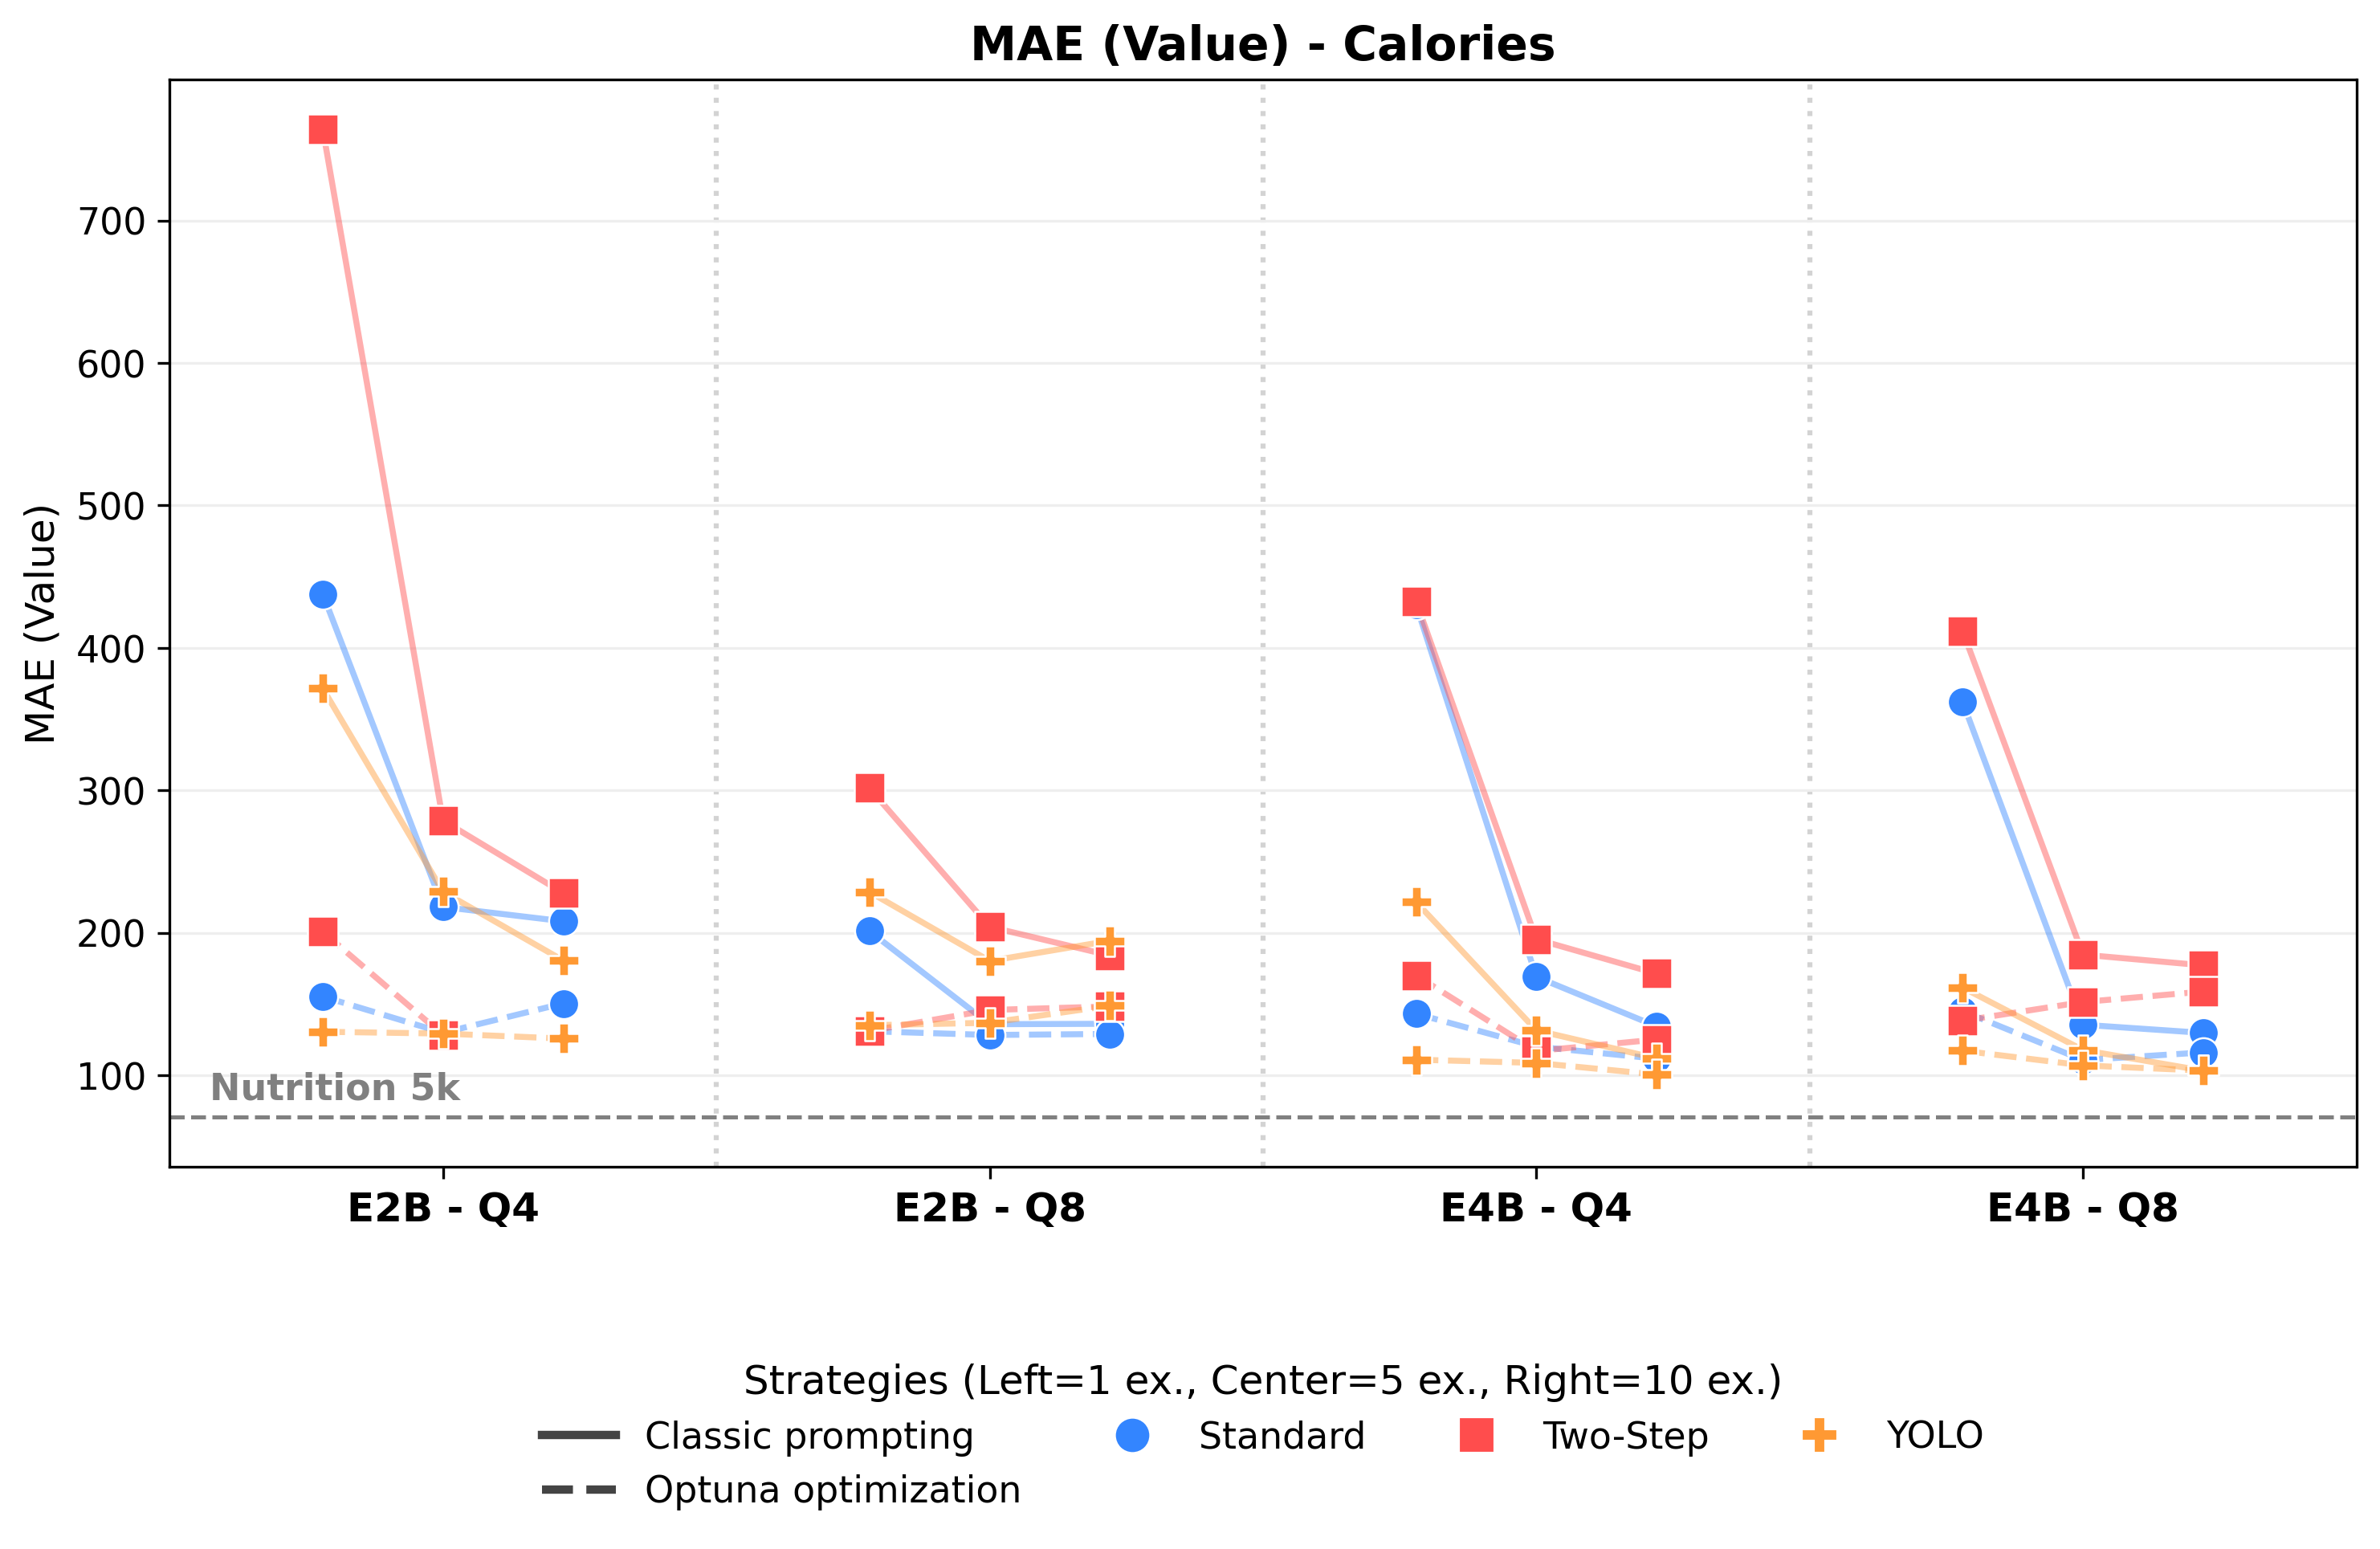 MAE (Value) - Calories
MAE (Value)
700
600
500
400
300
200
100
Nutrition 5k
E2B - Q4
E2B - Q8
E4B - Q4
E4B - Q8
Strategies (Left=1 ex., Center=5 ex., Right=10 ex.)
Classic prompting
Optuna optimization
Standard
Two-Step
YOLO